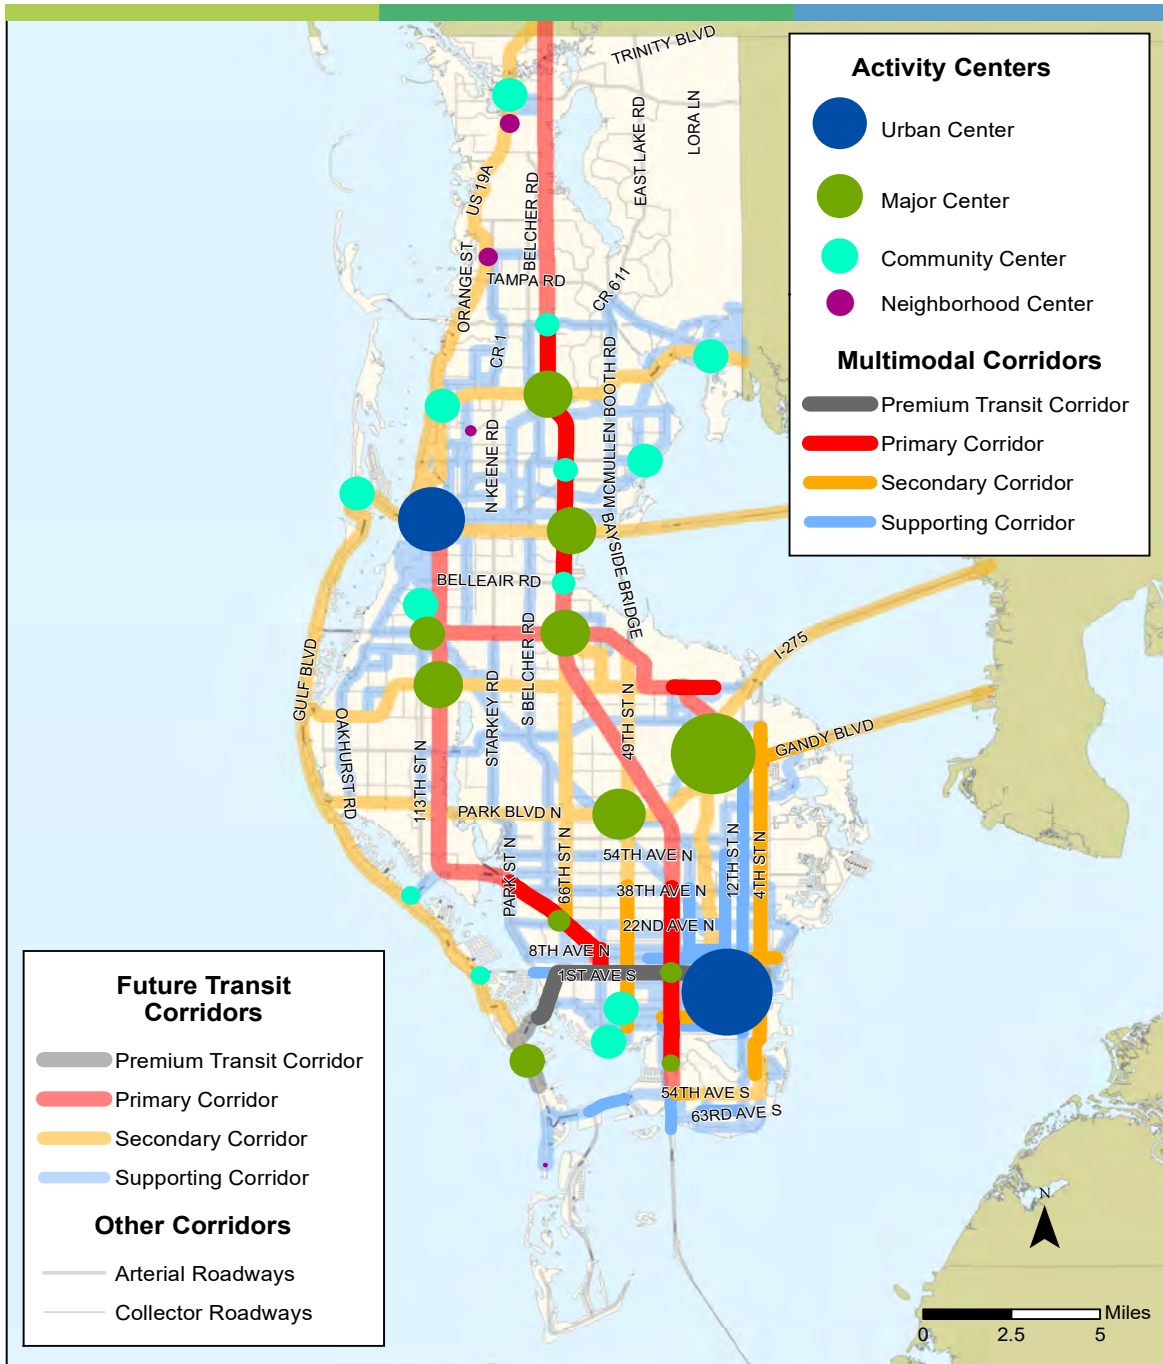 TRINITY BLVD
EAST LAKE RD
LORA LN
US 19A
BELCHER RD
ORANGE ST
TAMPA RD
CR 611
CR 1
MCMULLEN BOOTH RD
N KEENE RD
BAYSIDE BRIDGE
BELLEAIR RD
S BELCHER RD
I-275
GULF BLVD
STARKEY RD
49TH ST N
OAKHURST RD
GANDY BLVD
113TH ST N
PARK BLVD N
66TH ST N
54TH AVE N
12TH ST N
4TH ST N
PARK ST N
38TH AVE N
22ND AVE N
8TH AVE N
1ST AVE S
54TH AVE S
63RD AVE S
Activity Centers
Urban Center
Major Center
Community Center
Neighborhood Center
Multimodal Corridors
Premium Transit Corridor
Primary Corridor
Secondary Corridor
Supporting Corridor
Future Transit
Corridors
Premium Transit Corridor
Primary Corridor
Secondary Corridor
Supporting Corridor
Other Corridors
Arterial Roadways
Collector Roadways
N
Miles
0 2.5 5